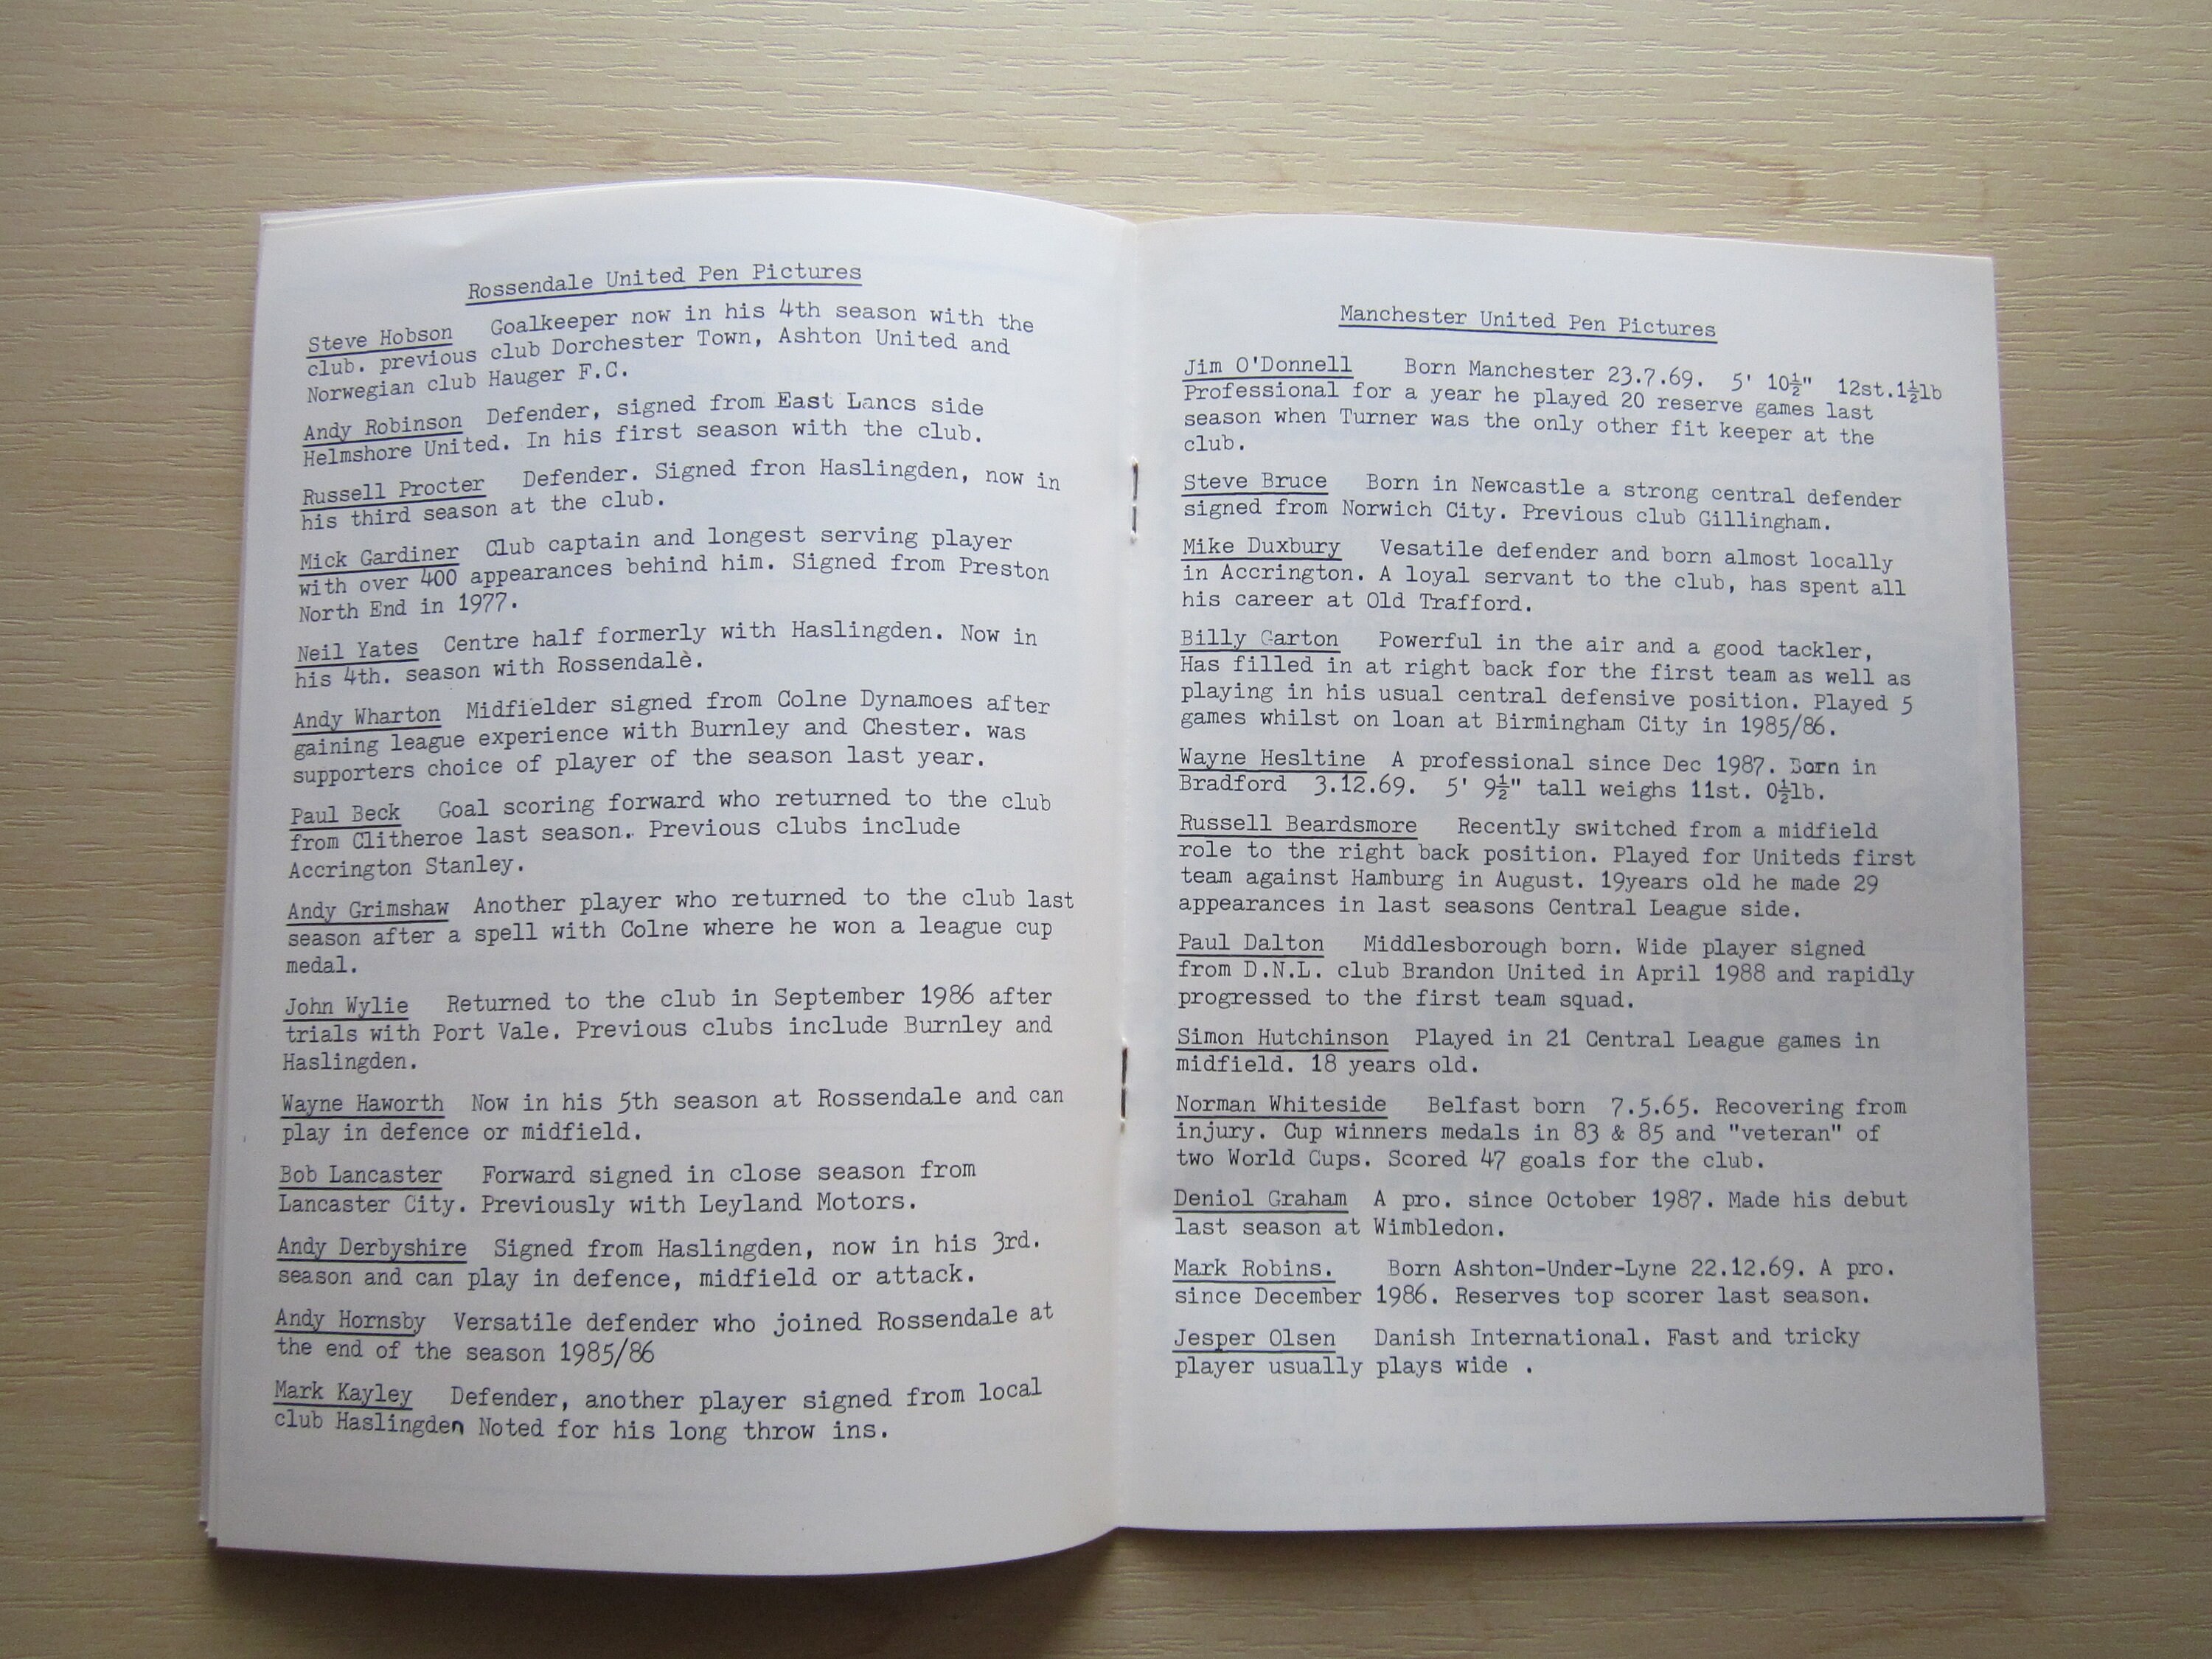 Rossendale United Pen Pictures
Steve Hobson Goalkeeper now in his 4th season with the
club. previous club Dorchester Town, Ashton United and
Norwegian club Hauger F.C.
Andy Robinson Defender, signed from East Lancs side
Helmshore United. In his first season with the club.
Russell Procter Defender. Signed fron Haslingden, now in
his third season at the club.
Mick Gardiner Club captain and longest serving player
with over 400 appearances behind him. Signed from Preston
North End in 1977.
Neil Yates Centre half formerly with Haslingden. Now in
his 4th. season with Rossendalè.
Andy Wharton Midfielder signed from Colne Dynamoes after
gaining league experience with Burnley and Chester. was
supporters choice of player of the season last year.
Paul Beck Goal scoring forward who returned to the club
from Clitheroe last season. Previous clubs include
Accrington Stanley.
Andy Grimshaw Another player who returned to the club last
season after a spell with Colne where he won a league cup
medal.
John Wylie Returned to the club in September 1986 after
trials with Port Vale. Previous clubs include Burnley and
Haslingden.
Wayne Haworth Now in his 5th season at Rossendale and can
play in defence or midfield.
Bob Lancaster Forward signed in close season from
Lancaster City. Previously with Leyland Motors.
Andy Derbyshire Signed from Haslingden, now in his 3rd.
season and can play in defence, midfield or attack.
Andy Hornsby Versatile defender who joined Rossendale at
the end of the season 1985/86
Mark Kayley Defender, another player signed from local
club Haslingden Noted for his long throw ins.
Manchester United Pen Pictures
Jim O'Donnell Born Manchester 23.7.69. 5' 10½" 12st.1½lb
Professional for a year he played 20 reserve games last
season when Turner was the only other fit keeper at the
club.
Steve Bruce Born in Newcastle a strong central defender
signed from Norwich City. Previous club Gillingham.
Mike Duxbury Vesatile defender and born almost locally
in Accrington. A loyal servant to the club, has spent all
his career at Old Trafford.
Billy Garton Powerful in the air and a good tackler,
Has filled in at right back for the first team as well as
playing in his usual central defensive position. Played 5
games whilst on loan at Birmingham City in 1985/86.
Wayne Hesltine A professional since Dec 1987. Born in
Bradford 3.12.69. 5' 9½" tall weighs 11st. 0½lb.
Russell Beardsmore Recently switched from a midfield
role to the right back position. Played for Uniteds first
team against Hamburg in August. 19years old he made 29
appearances in last seasons Central League side.
Paul Dalton Middlesborough born. Wide player signed
from D.N.L. club Brandon United in April 1988 and rapidly
progressed to the first team squad.
Simon Hutchinson Played in 21 Central League games in
midfield. 18 years old.
Norman Whiteside Belfast born 7.5.65. Recovering from
injury. Cup winners medals in 83 & 85 and "veteran" of
two World Cups. Scored 47 goals for the club.
Deniol Graham A pro. since October 1987. Made his debut
last season at Wimbledon.
Mark Robins. Born Ashton-Under-Lyne 22.12.69. A pro.
since December 1986. Reserves top scorer last season.
Jesper Olsen Danish International. Fast and tricky
player usually plays wide .